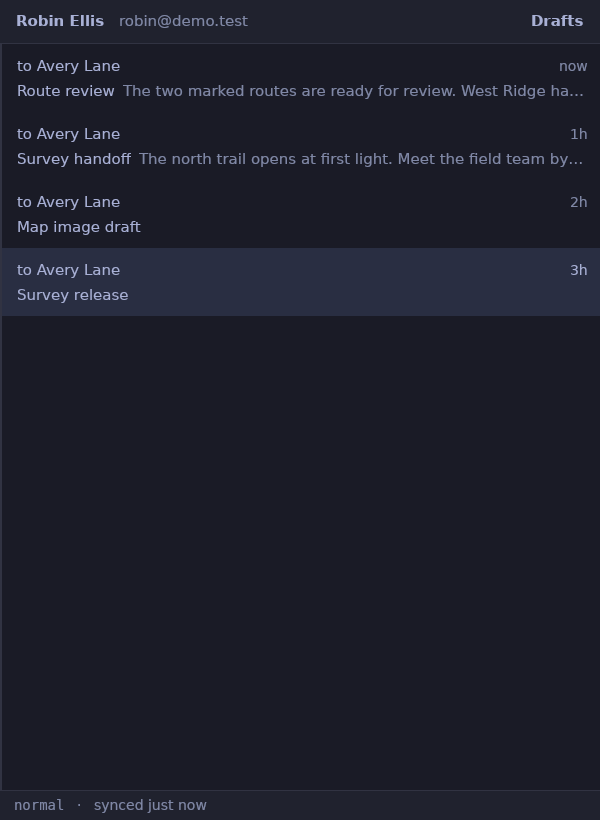 Robin Ellis robin@demo.test Drafts
to Avery Lane now
Route review The two marked routes are ready for review. West Ridge ha…
to Avery Lane 1h
Survey handoff The north trail opens at first light. Meet the field team by…
to Avery Lane 2h
Map image draft
to Avery Lane 3h
Survey release
normal · synced just now